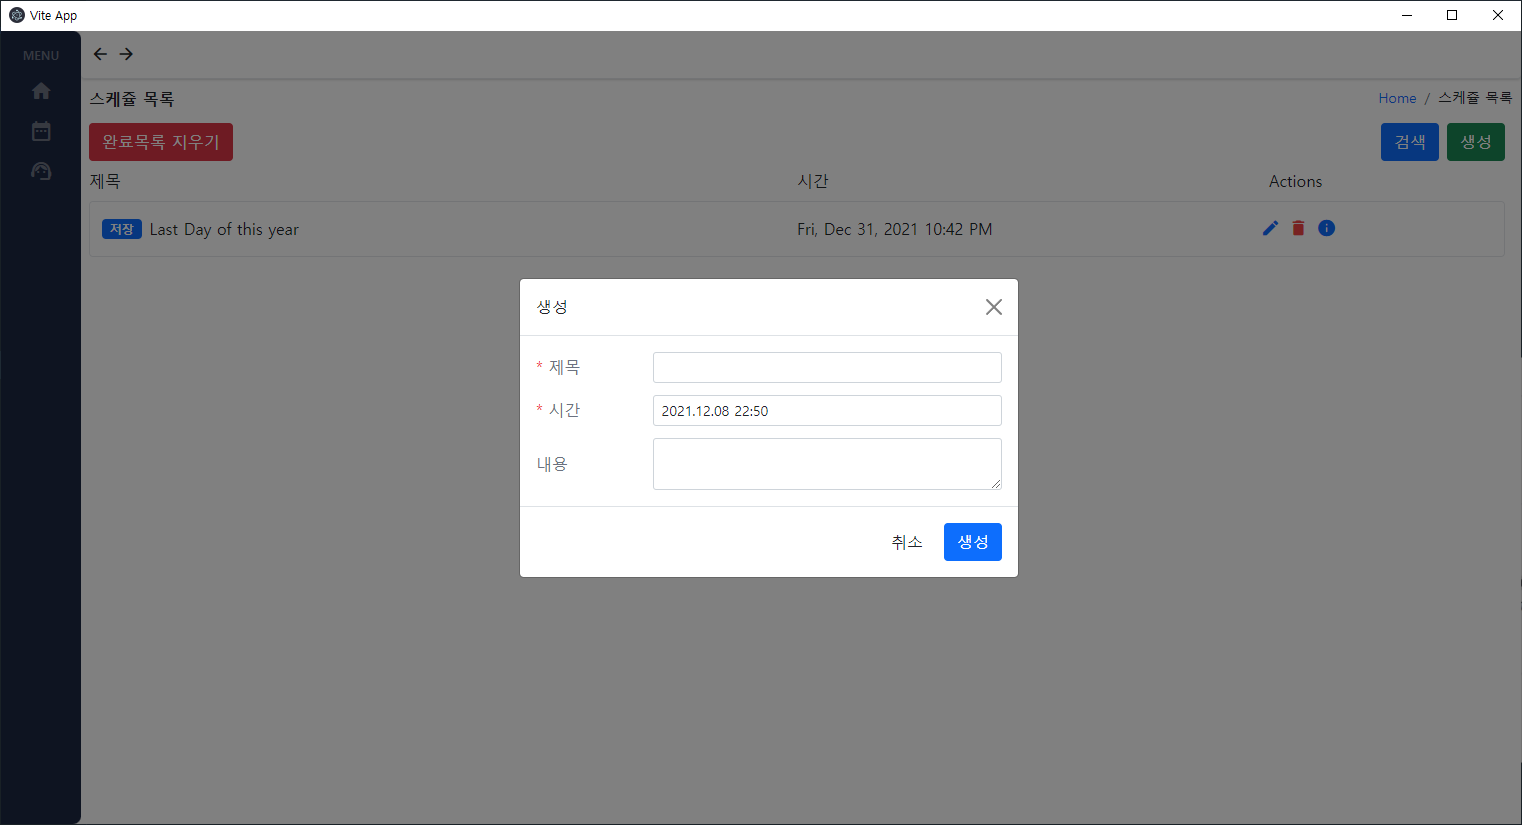 Vite App
MENU
스케쥴 목록
Home / 스케쥴 목록
완료목록 지우기
검색 생성
제목 시간 Actions
저장 Last Day of this year Fri, Dec 31, 2021 10:42 PM
생성
* 제목
* 시간 2021.12.08 22:50
내용
취소 생성